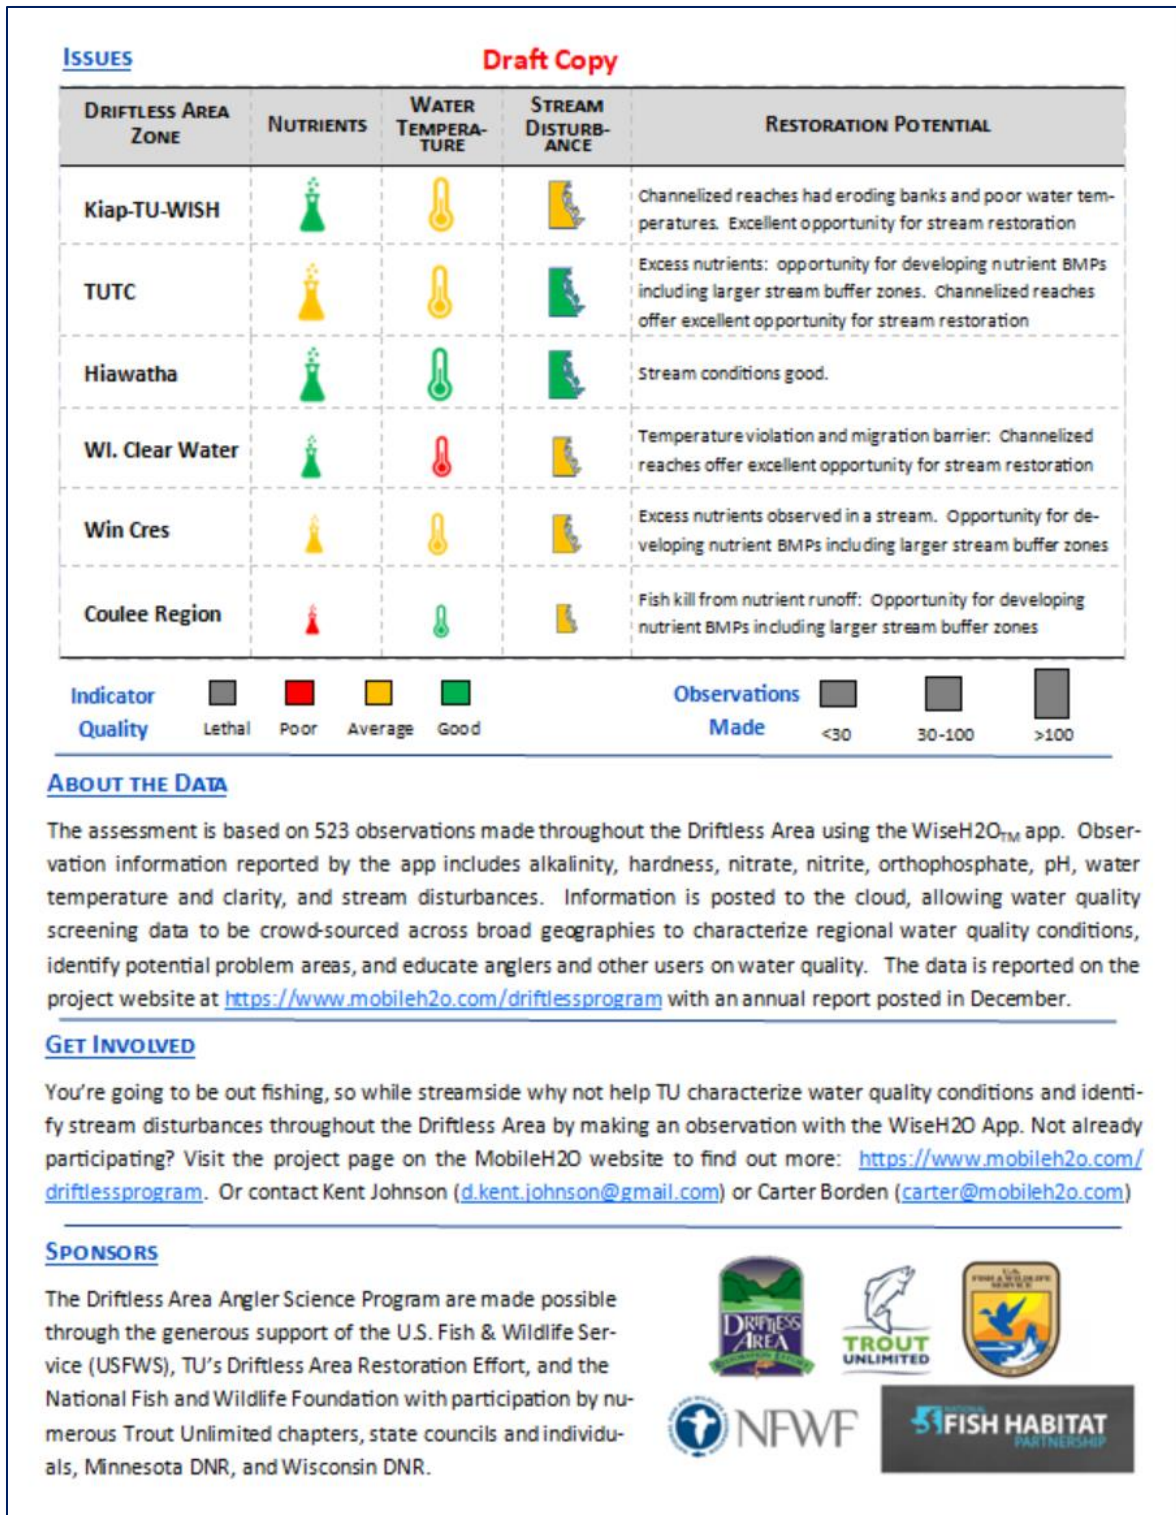 ISSUES
Draft Copy
DRIFTLESS AREA
ZONE
NUTRIENTS
WATER
TEMPERA-
TURE
STREAM
DISTURB-
ANCE
RESTORATION POTENTIAL
Kiap-TU-WISH
Channelized reaches had eroding banks and poor water tem-
peratures. Excellent opportunity for stream restoration
TUTC
Excess nutrients: opportunity for developing nutrient BMPs
including larger stream buffer zones. Channelized reaches
offer excellent opportunity for stream restoration
Hiawatha
Stream conditions good.
WI. Clear Water
Temperature violation and migration barrier: Channelized
reaches offer excellent opportunity for stream restoration
Win Cres
Excess nutrients observed in a stream. Opportunity for de-
veloping nutrient BMPs including larger stream buffer zones
Coulee Region
Fish kill from nutrient runoff: Opportunity for developing
nutrient BMPs including larger stream buffer zones
Indicator
Quality
Lethal Poor Average Good
Observations
Made
<30 30-100 >100
ABOUT THE DATA
The assessment is based on 523 observations made throughout the Driftless Area using the WiseH2OTM app. Obser-
vation information reported by the app includes alkalinity, hardness, nitrate, nitrite, orthophosphate, pH, water
temperature and clarity, and stream disturbances. Information is posted to the cloud, allowing water quality
screening data to be crowd-sourced across broad geographies to characterize regional water quality conditions,
identify potential problem areas, and educate anglers and other users on water quality. The data is reported on the
project website at https://www.mobileh2o.com/driftlessprogram with an annual report posted in December.
GET INVOLVED
You're going to be out fishing, so while streamside why not help TU characterize water quality conditions and identi-
fy stream disturbances throughout the Driftless Area by making an observation with the WiseH2O App. Not already
participating? Visit the project page on the MobileH2O website to find out more: https://www.mobileh2o.com/
driftlessprogram. Or contact Kent Johnson (d.kent.johnson@gmail.com) or Carter Borden (carter@mobileh2o.com)
SPONSORS
The Driftless Area Angler Science Program are made possible
through the generous support of the U.S. Fish & Wildlife Ser-
vice (USFWS), TU's Driftless Area Restoration Effort, and the
National Fish and Wildlife Foundation with participation by nu-
merous Trout Unlimited chapters, state councils and individu-
als, Minnesota DNR, and Wisconsin DNR.
DRIFTLESS
AREA
RESTORATION EFFORT
TROUT
UNLIMITED
U.S.
FISH & WILDLIFE
SERVICE
NFWF
NATIONAL
FISH HABITAT
PARTNERSHIP